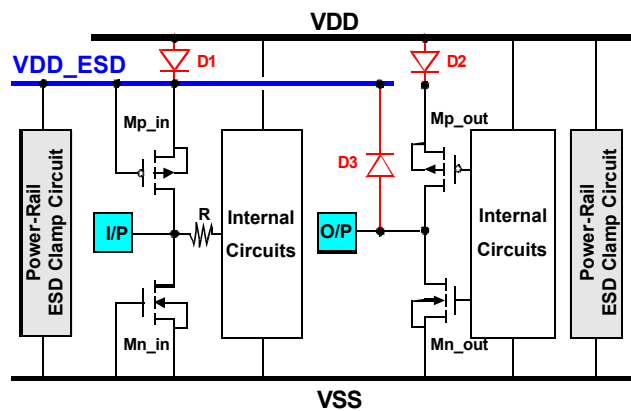 VDD
VDD_ESD
D1
D2
Mp_in
Mp_out
D3
Power-Rail
ESD Clamp Circuit
I/P
R
Internal
Circuits
O/P
Internal
Circuits
Power-Rail
ESD Clamp Circuit
Mn_in
Mn_out
VSS